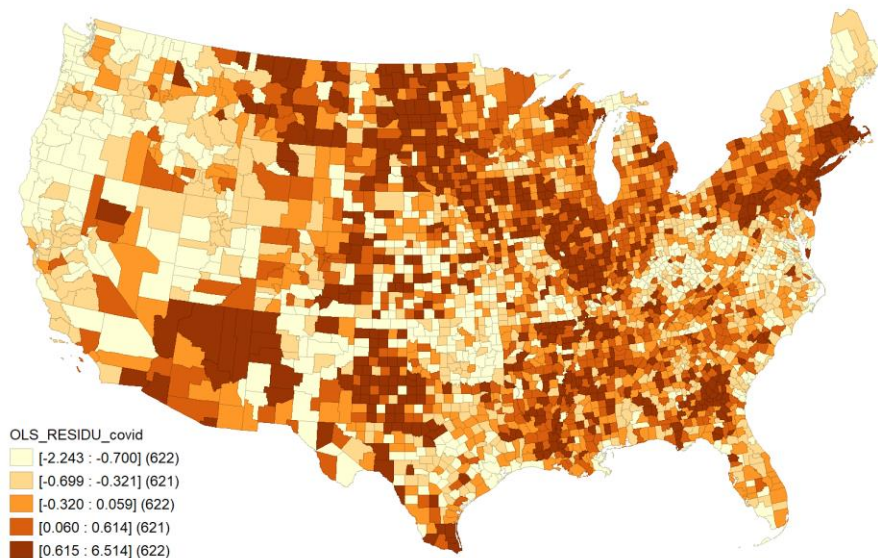 OLS_RESIDU_covid
[-2.243 : -0.700] (622)
[-0.699 : -0.321] (621)
[-0.320 : 0.059] (622)
[0.060 : 0.614] (621)
[0.615 : 6.514] (622)